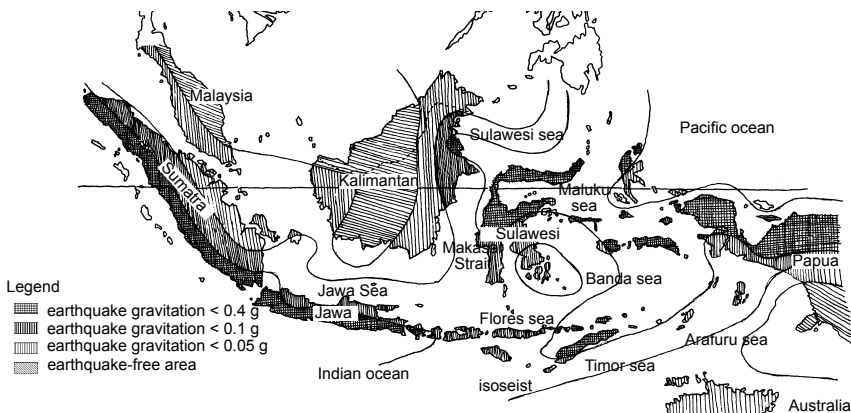 Malaysia
Sumatra
Kalimantan
Sulawesi sea
Pacific ocean
Maluku
sea
Sulawesi
Makasar
Strait
Banda sea
Papua
Jawa Sea
Jawa
Flores sea
Arafuru sea
Timor sea
Indian ocean
isoseist
Australia
Legend
earthquake gravitation < 0.4 g
earthquake gravitation < 0.1 g
earthquake gravitation < 0.05 g
earthquake-free area